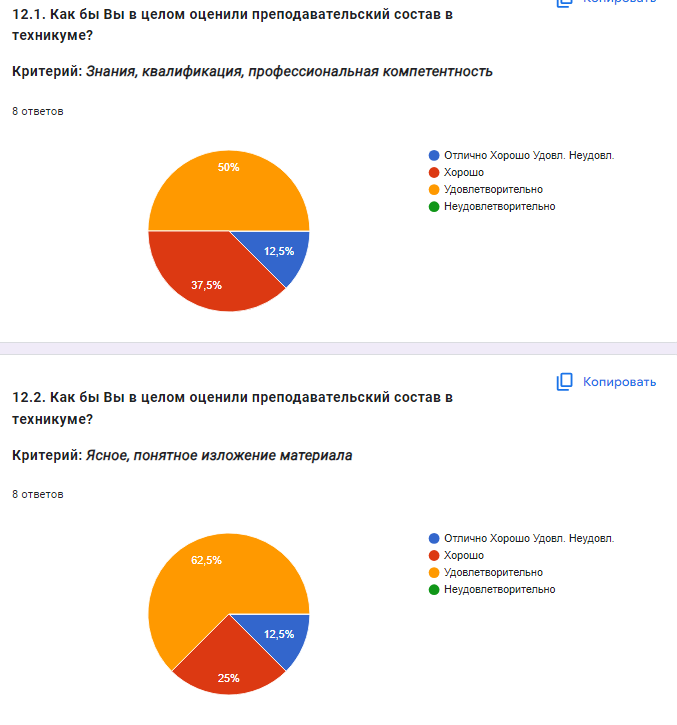 Копировать
12.1. Как бы Вы в целом оценили преподавательский состав в
техникуме?
Критерий: Знания, квалификация, профессиональная компетентность
8 ответов
50%
12,5%
37,5%
Отлично Хорошо Удовл. Неудовл.
Хорошо
Удовлетворительно
Неудовлетворительно
Копировать
12.2. Как бы Вы в целом оценили преподавательский состав в
техникуме?
Критерий: Ясное, понятное изложение материала
8 ответов
62,5%
12,5%
25%
Отлично Хорошо Удовл. Неудовл.
Хорошо
Удовлетворительно
Неудовлетворительно